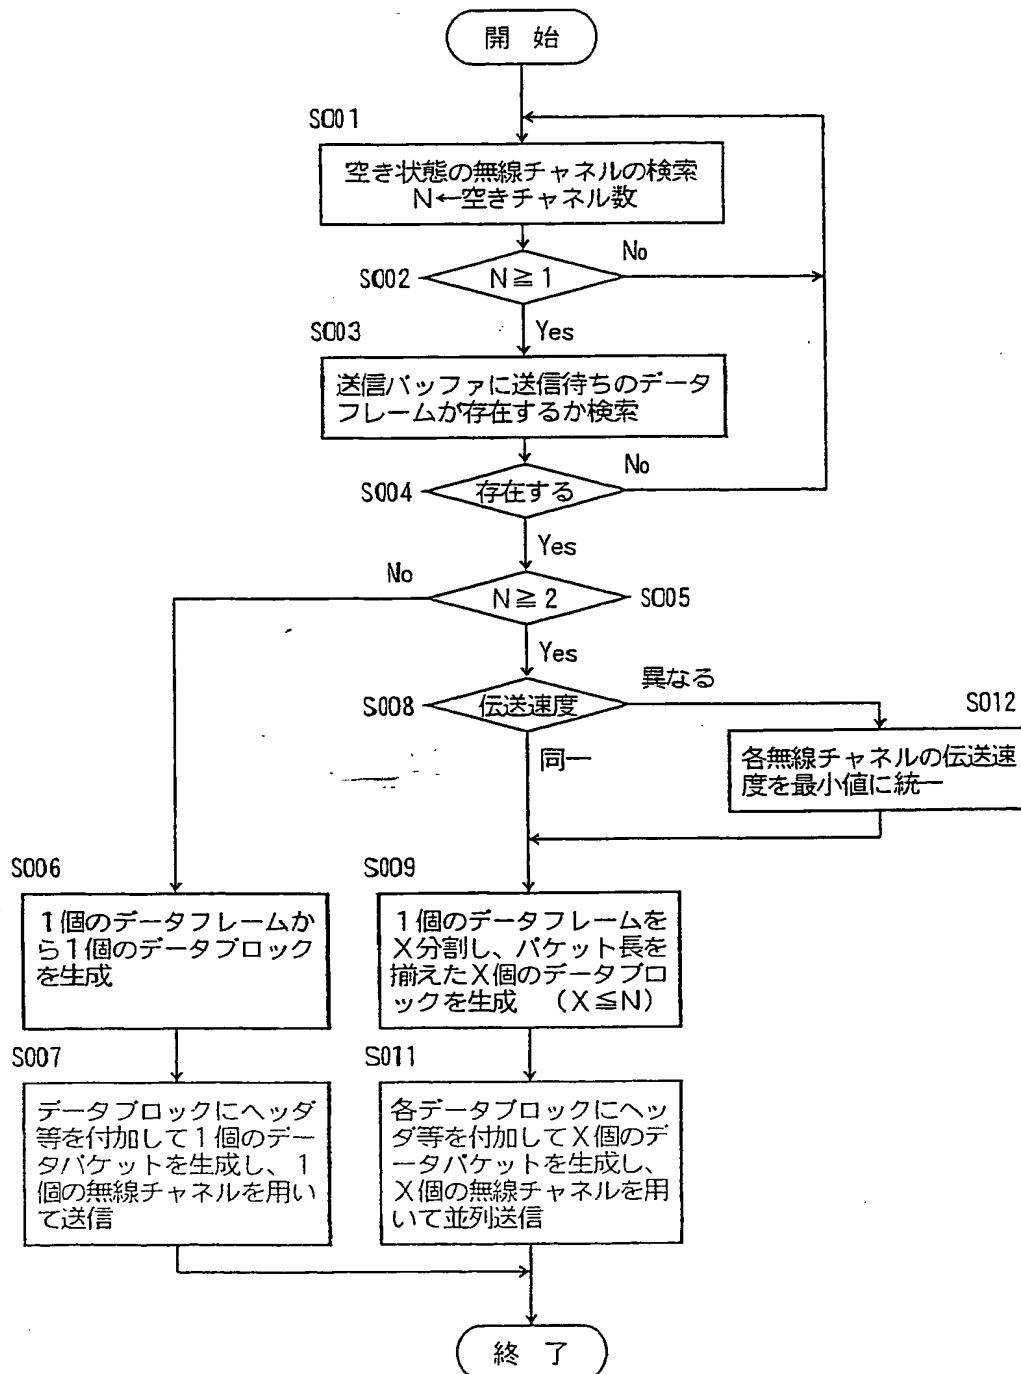 開 始
S001
空き状態の無線チャネルの検索
N←空きチャネル数
No
S002
N≧1
Yes
S003
送信バッファに送信待ちのデータ
フレームが存在するか検索
No
S004
存在する
Yes
No
N≧2
S005
Yes
異なる
S008
伝送速度
S012
同一
各無線チャネルの伝送速
度を最小値に統一
S006
1個のデータフレームか
ら1個のデータブロック
を生成
S009
1個のデータフレームを
X分割し、パケット長を
揃えたX個のデータブロ
ックを生成 (X≦N)
S007
データブロックにヘッダ
等を付加して1個のデー
タパケットを生成し、1
個の無線チャネルを用い
て送信
S011
各データブロックにヘッ
ダ等を付加してX個のデ
ータパケットを生成し、
X個の無線チャネルを用
いて並列送信
終 了